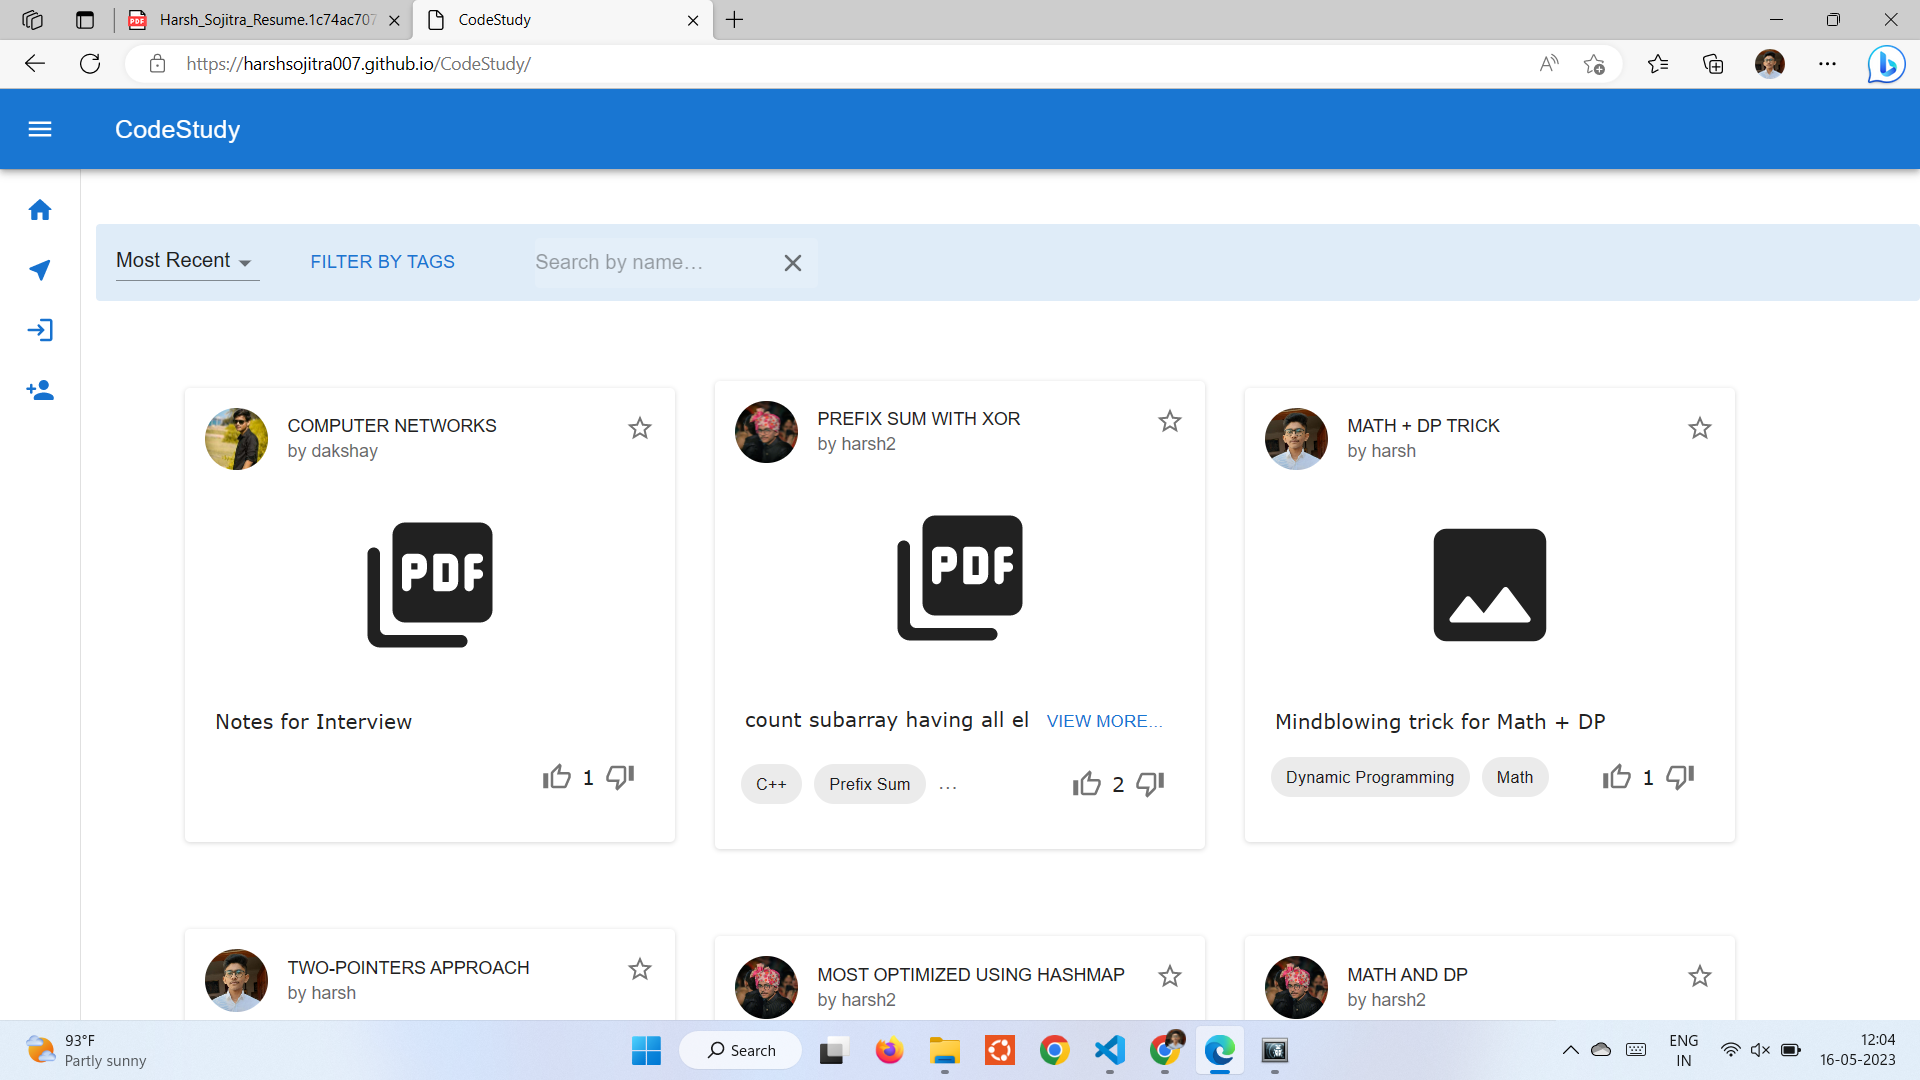 Harsh_Sojitra_Resume.1c74ac707
CodeStudy
https://harshsojitra007.github.io/CodeStudy/
CodeStudy
Most Recent
FILTER BY TAGS
Search by name...
COMPUTER NETWORKS
by dakshay
PDF
Notes for Interview
1
PREFIX SUM WITH XOR
by harsh2
PDF
count subarray having all el VIEW MORE...
C++ Prefix Sum ...
2
MATH + DP TRICK
by harsh
Mindblowing trick for Math + DP
Dynamic Programming Math
1
TWO-POINTERS APPROACH
by harsh
MOST OPTIMIZED USING HASHMAP
by harsh2
MATH AND DP
by harsh2
93°F
Partly sunny
Search
ENG
IN
12:04
16-05-2023